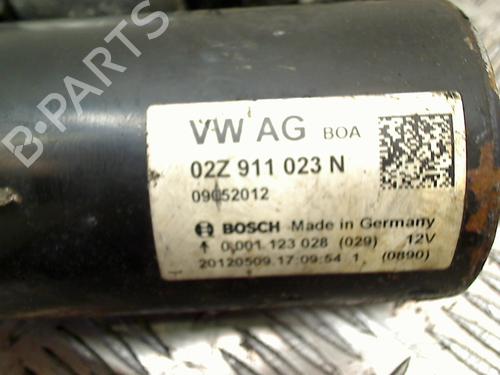 B-PARTS
VW AG BOA
02Z 911 023 N
09052012
BOSCH Made in Germany
0.001 123 028 (029) 12V
20120509.17:09:54 1 (0890)